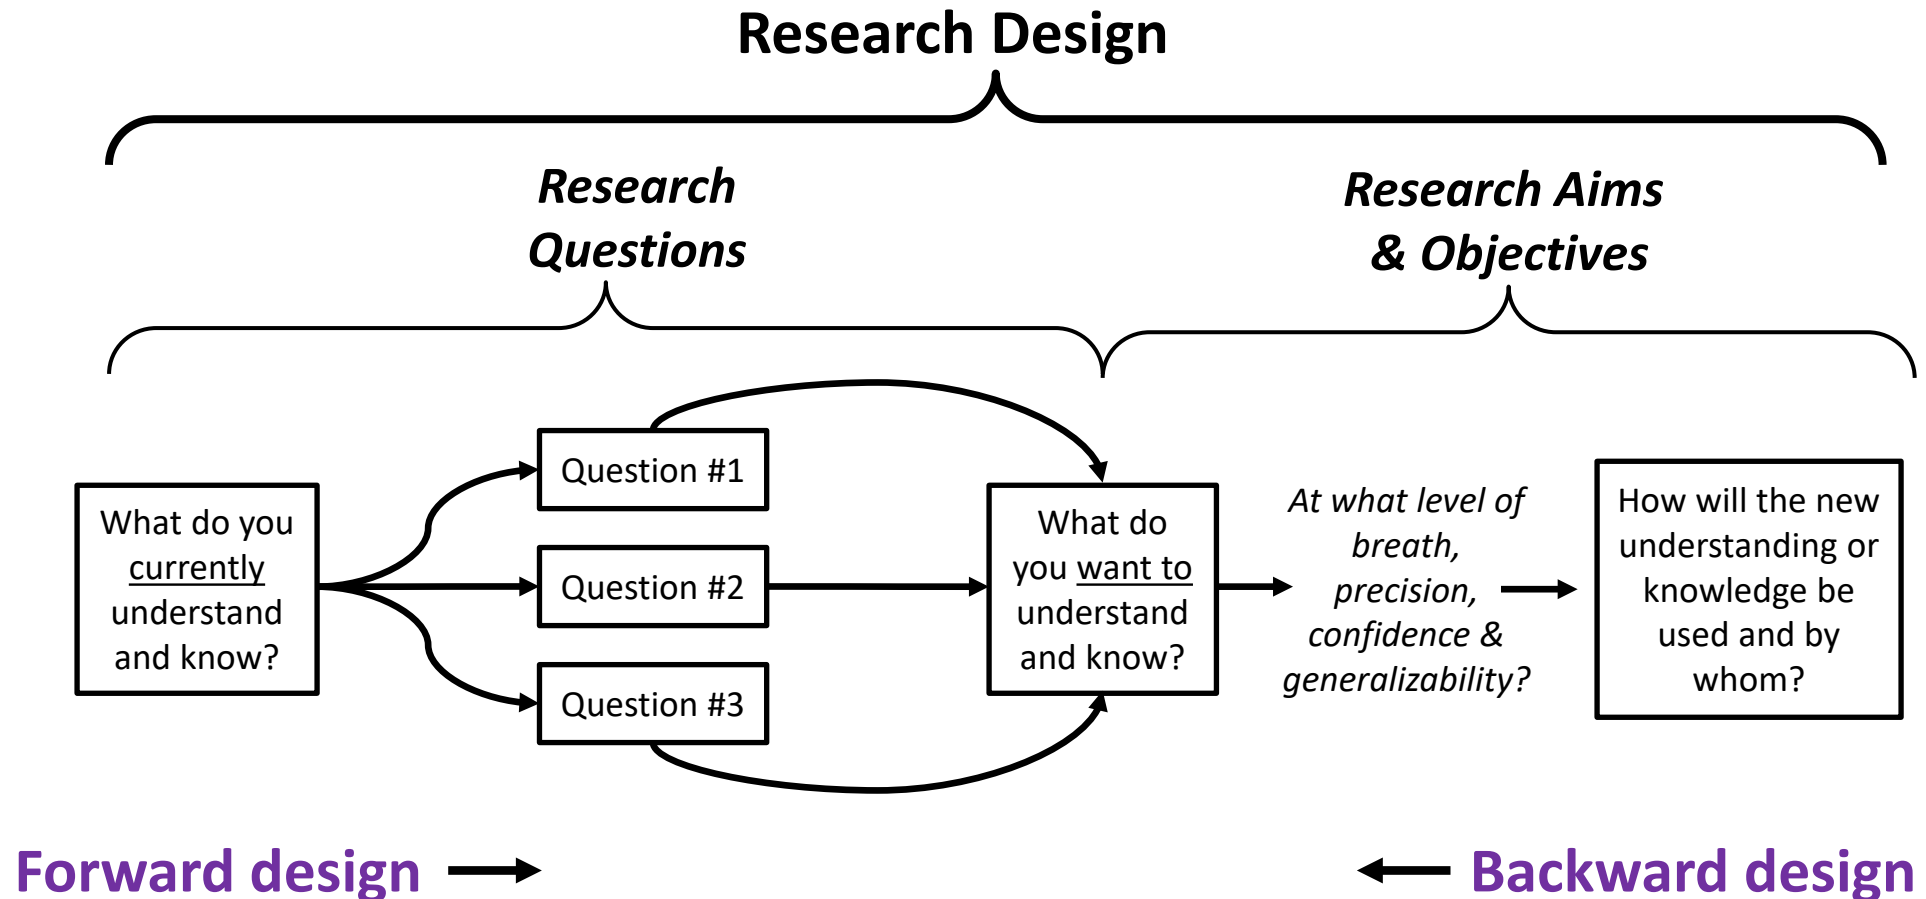 Research Design
Research
Questions
Research Aims
& Objectives
What do you
currently
understand
and know?
Question #1
Question #2
Question #3
What do
you want to
understand
and know?
At what level of
breath,
precision,
confidence &
generalizability?
How will the new
understanding or
knowledge be
used and by
whom?
Forward design
Backward design